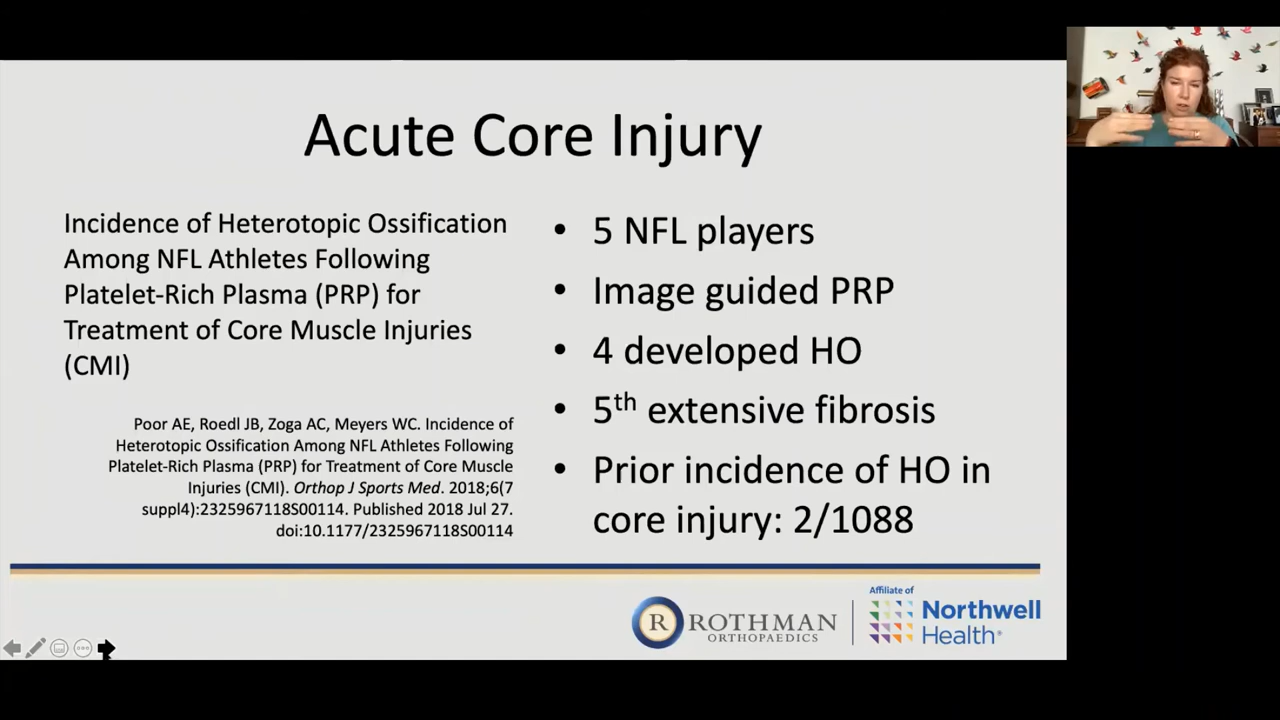 Acute Core Injury
Incidence of Heterotopic Ossification
Among NFL Athletes Following
Platelet-Rich Plasma (PRP) for
Treatment of Core Muscle Injuries
(CMI)
Poor AE, Roedl JB, Zoga AC, Meyers WC. Incidence of
Heterotopic Ossification Among NFL Athletes Following
Platelet-Rich Plasma (PRP) for Treatment of Core Muscle
Injuries (CMI). Orthop J Sports Med. 2018;6(7
suppl4):2325967118S00114. Published 2018 Jul 27.
doi:10.1177/2325967118S00114
• 5 NFL players
• Image guided PRP
• 4 developed HO
• 5th extensive fibrosis
• Prior incidence of HO in
core injury: 2/1088
R ROTHMAN
ORTHOPAEDICS
Affiliate of
Northwell
Health®